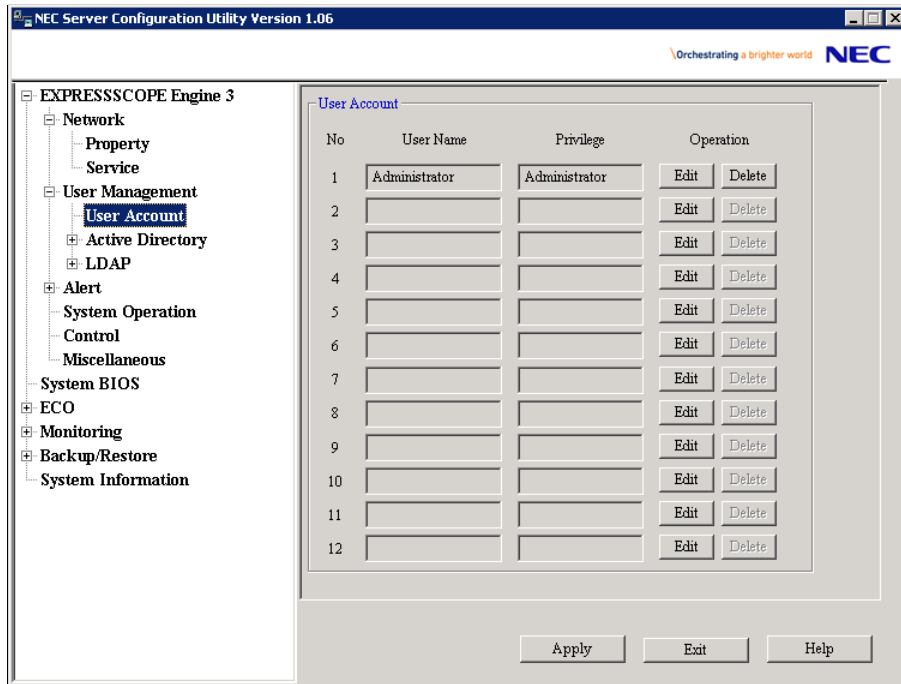 NEC Server Configuration Utility Version 1.06
\Orchestrating a brighter world NEC
EXPRESSSCOPE Engine 3
Network
Property
Service
User Management
User Account
Active Directory
LDAP
Alert
System Operation
Control
Miscellaneous
System BIOS
ECO
Monitoring
Backup/Restore
System Information
User Account
No User Name Privilege Operation
1 Administrator Administrator Edit Delete
2 Edit Delete
3 Edit Delete
4 Edit Delete
5 Edit Delete
6 Edit Delete
7 Edit Delete
8 Edit Delete
9 Edit Delete
10 Edit Delete
11 Edit Delete
12 Edit Delete
Apply Exit Help